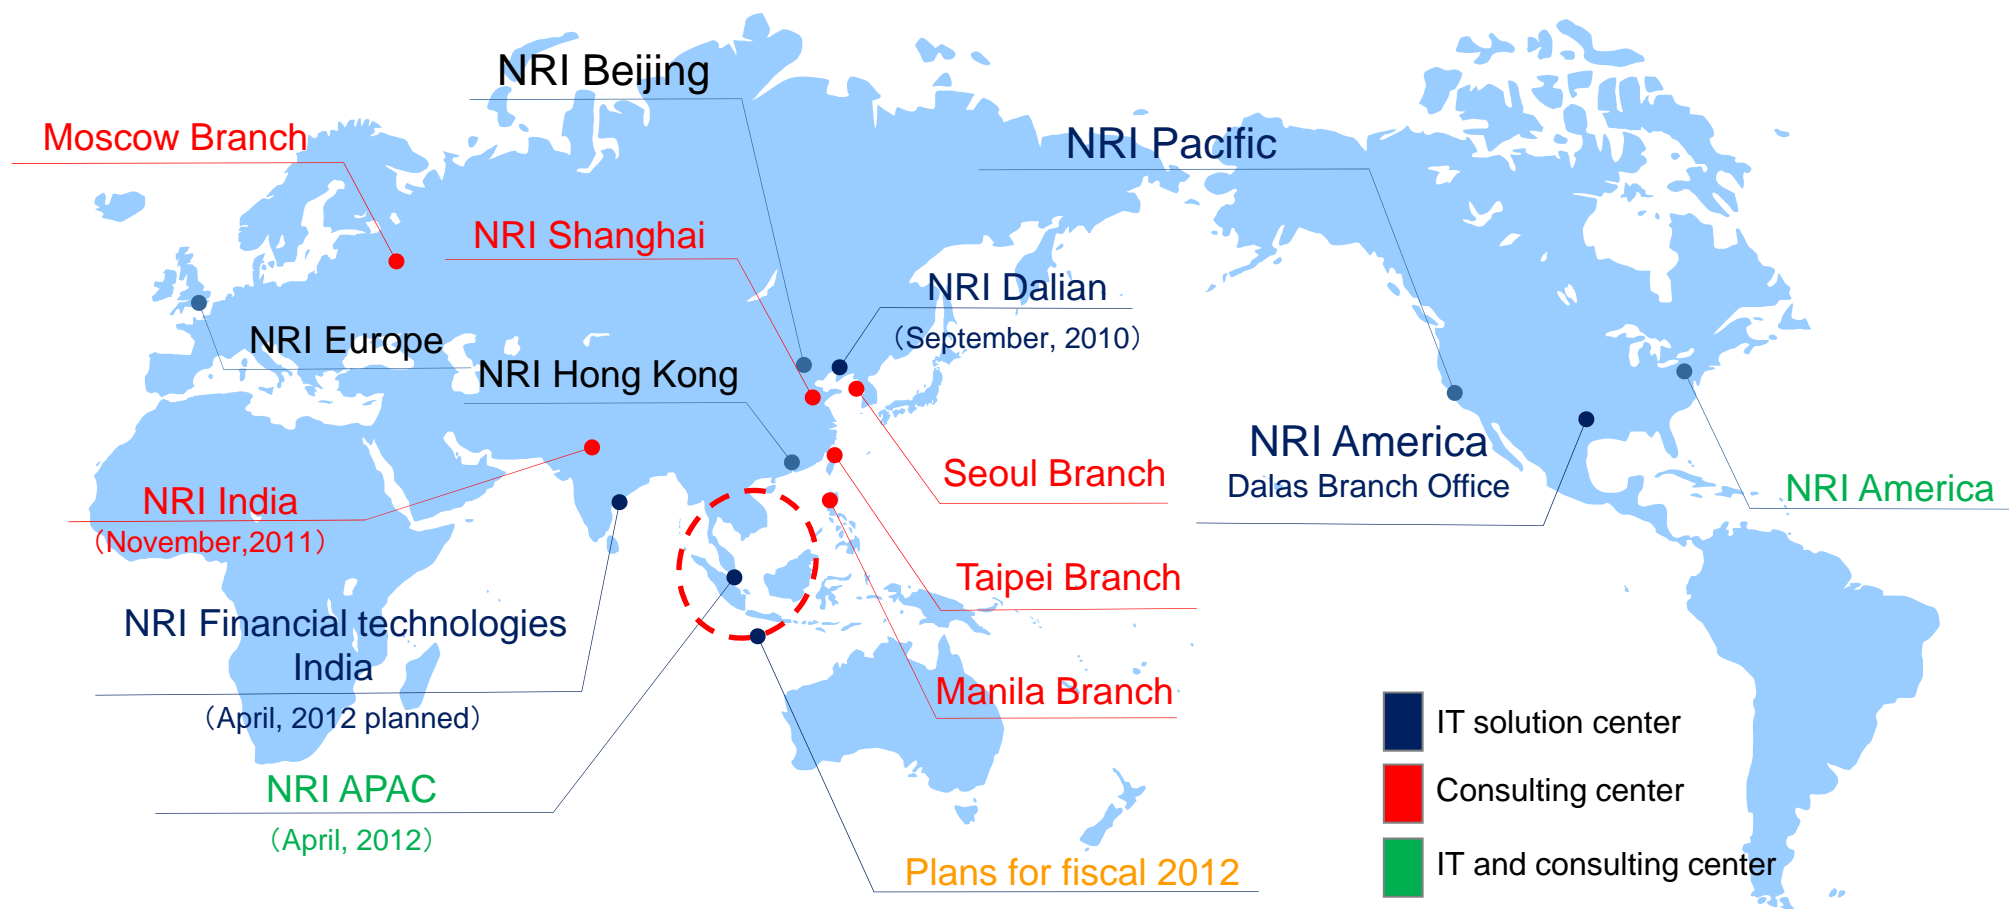 NRI Beijing
Moscow Branch
NRI Pacific
NRI Shanghai
NRI Dalian
（September, 2010）
NRI Europe
NRI Hong Kong
NRI America
Dalas Branch Office
Seoul Branch
NRI America
NRI India
（November,2011）
Taipei Branch
NRI Financial technologies
India
（April, 2012 planned）
Manila Branch
NRI APAC
（April, 2012）
Plans for fiscal 2012
IT solution center
Consulting center
IT and consulting center